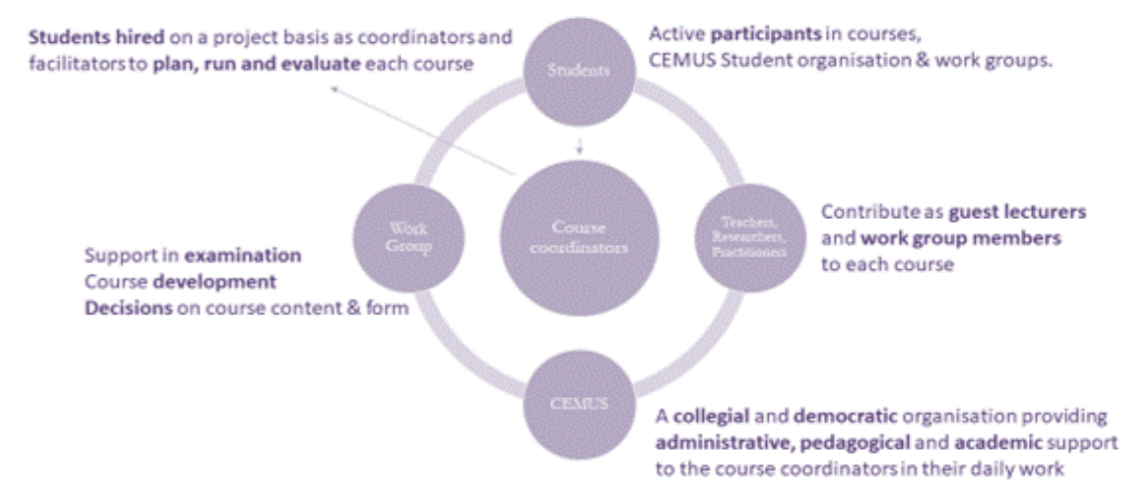 Students hired on a project basis as coordinators and
facilitators to plan, run and evaluate each course
Students
Active participants in courses,
CEMUS Student organisation & work groups.
Work
Group
Course
coordinators
Teachers,
Researchers,
Practitioners
Contribute as guest lecturers
and work group members
to each course
Support in examination
Course development
Decisions on course content & form
CEMUS
A collegial and democratic organisation providing
administrative, pedagogical and academic support
to the course coordinators in their daily work